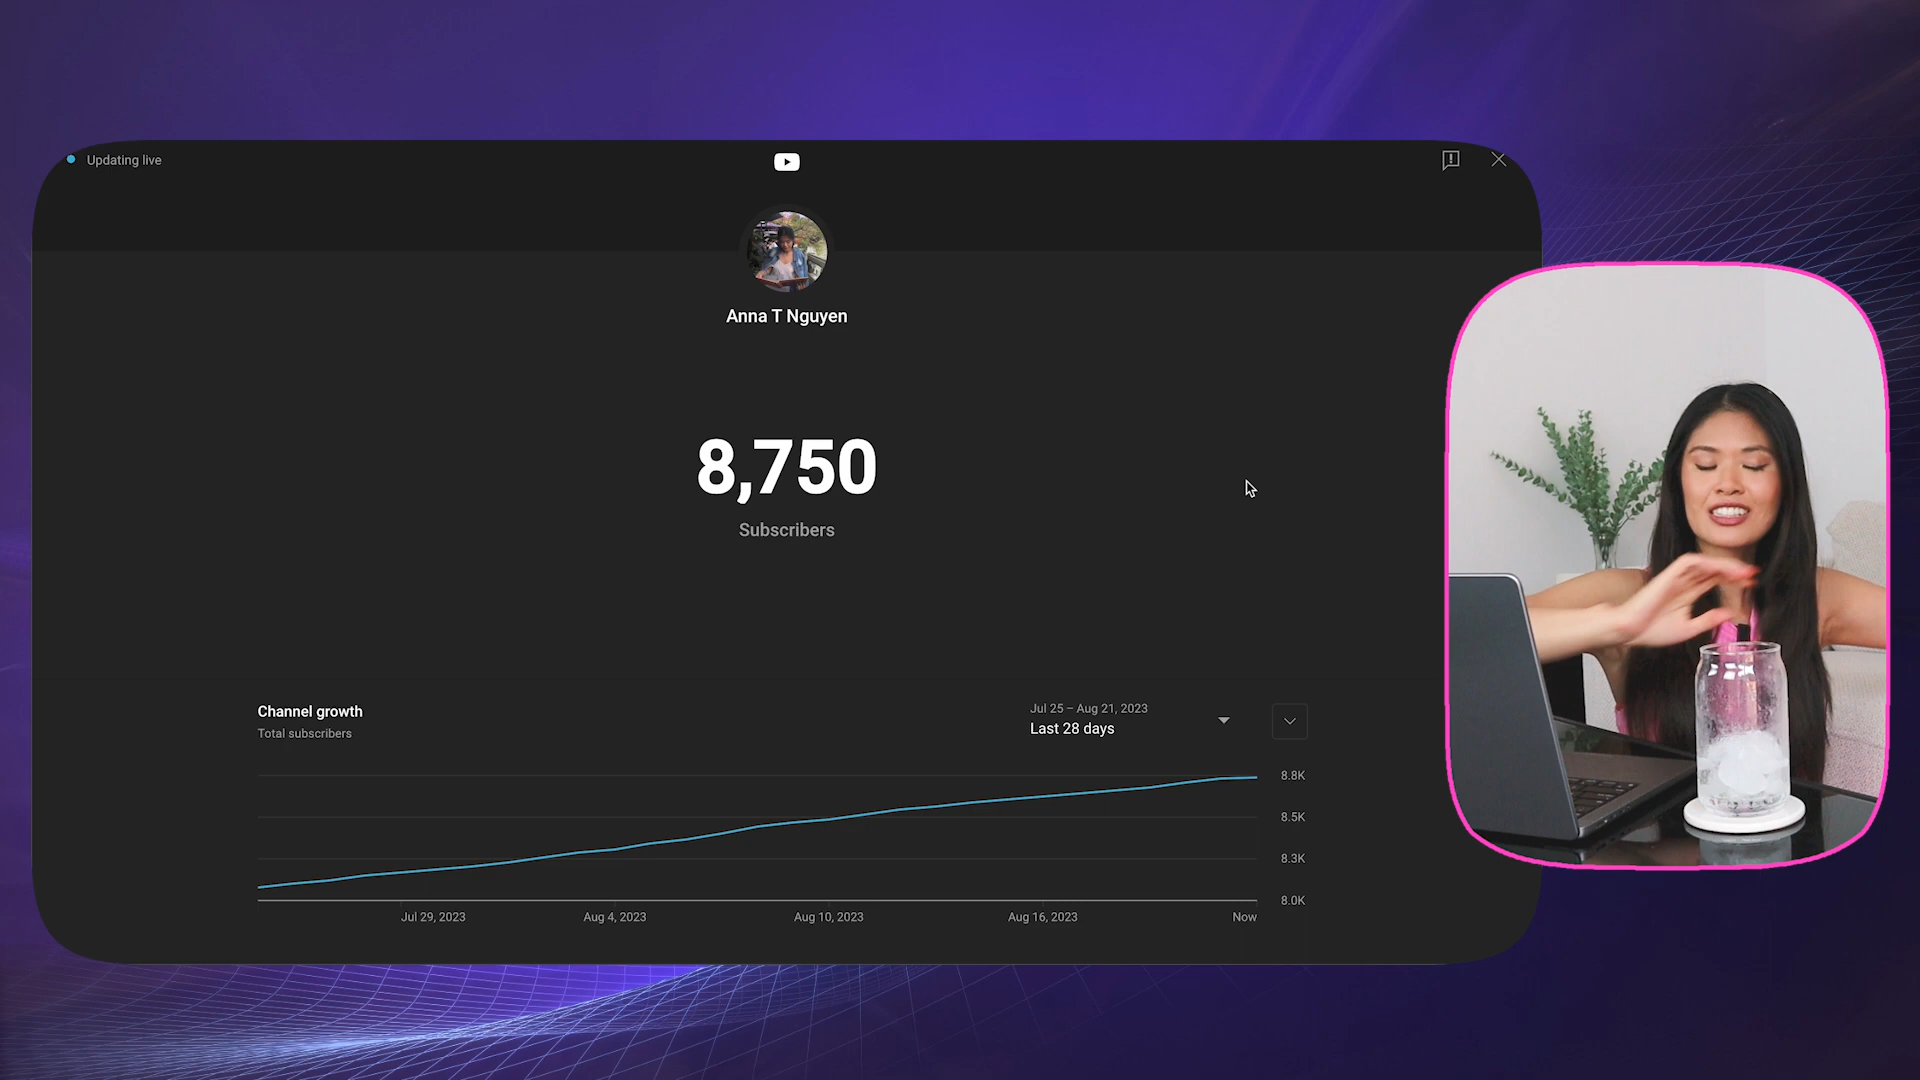 Updating live
Anna T Nguyen
8,750
Subscribers
Channel growth
Total subscribers
Jul 25 – Aug 21, 2023
Last 28 days
8.8K
8.5K
8.3K
8.0K
Jul 29, 2023
Aug 4, 2023
Aug 10, 2023
Aug 16, 2023
Now